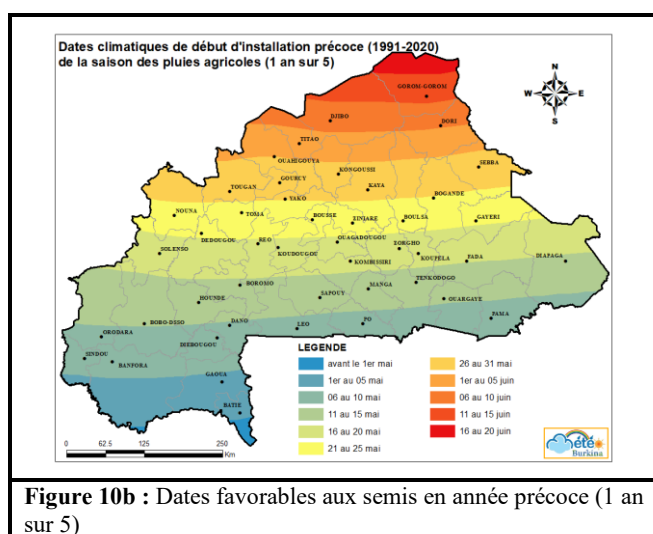 Dates climatiques de début d'installation précoce (1991-2020)
de la saison des pluies agricoles (1 an sur 5)
N
W E
S
GOROM-GOROM
DJIBO
DORI
TITAO
OUAHIGOUYA
KONGOUSSI
SEBBA
GOURCY
TOUGAN
KAYA
YAKO
BOGANDE
NOUNA
TOMA
BOUSSE
ZINIARE
BOULSA
GAYERI
DEDOUGOU
REO
OUAGADOUGOU
SOLENSO
KOUDOUGOU
ZORGHO
KOUPELA
KOMBISSIRI
FADA
DIAPAGA
BOROMO
MANGA
TENKODOGO
HOUNDE
SAPOUY
OUARGAYE
BOBO-DSSO
DANO
LEO
PO
PAMA
ORODARA
DIEBOUGOU
SINDOU
BANFORA
GAOUA
BATIE
LEGENDE
avant le 1er mai
1er au 05 mai
06 au 10 mai
11 au 15 mai
16 au 20 mai
21 au 25 mai
26 au 31 mai
1er au 05 juin
06 au 10 juin
11 au 15 juin
16 au 20 juin
0 62.5 125 250
Km
été
Burkina
Figure 10b : Dates favorables aux semis en année précoce (1 an
sur 5)